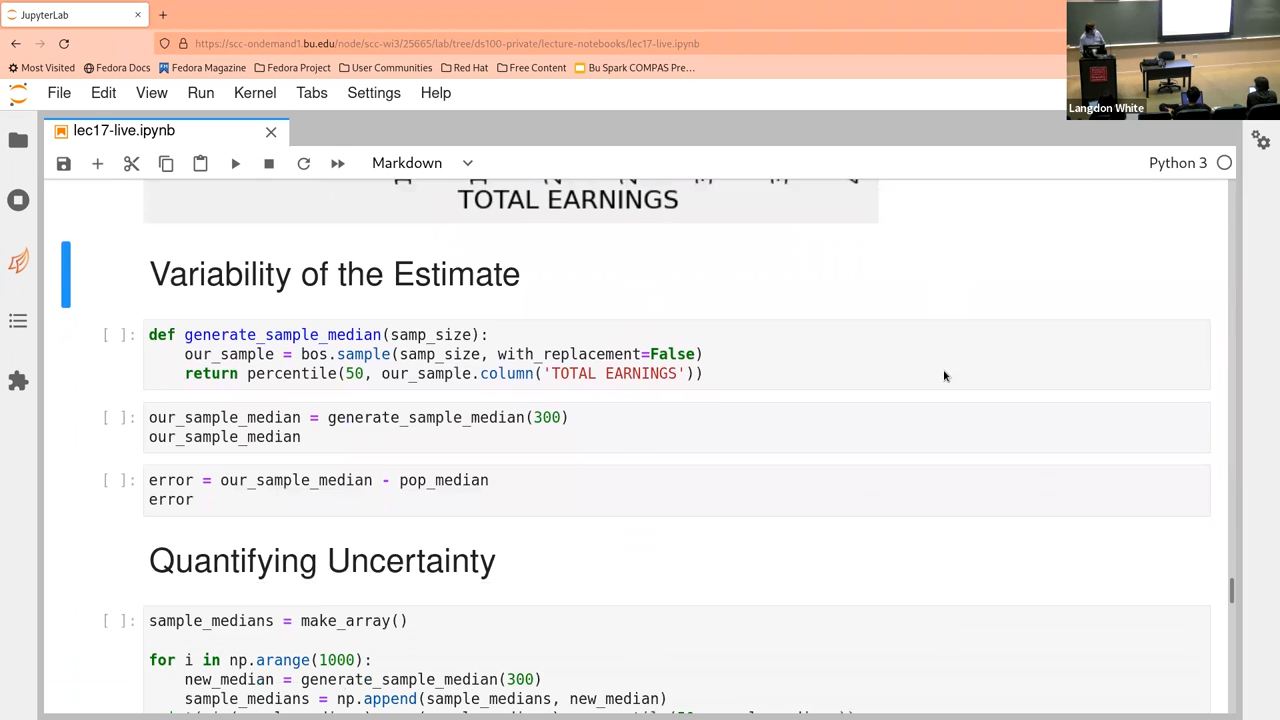 JupyterLab
https://scc-ondemand1.bu.edu/node/scc-wi3/25665/lab/tree/ds100-private/lecture-notebooks/lec17-live.ipynb
Most Visited Fedora Docs Fedora Magazine Fedora Project User Communities Red Hat Free Content Bu Spark COMPAS Pre…
Langdon White
File Edit View Run Kernel Tabs Settings Help
lec17-live.ipynb
Markdown Python 3
TOTAL EARNINGS
Variability of the Estimate
[ ]: def generate_sample_median(samp_size):
our_sample = bos.sample(samp_size, with_replacement=False)
return percentile(50, our_sample.column('TOTAL EARNINGS'))
[ ]: our_sample_median = generate_sample_median(300)
our_sample_median
[ ]: error = our_sample_median - pop_median
error
Quantifying Uncertainty
[ ]: sample_medians = make_array()
for i in np.arange(1000):
new_median = generate_sample_median(300)
sample_medians = np.append(sample_medians, new_median)